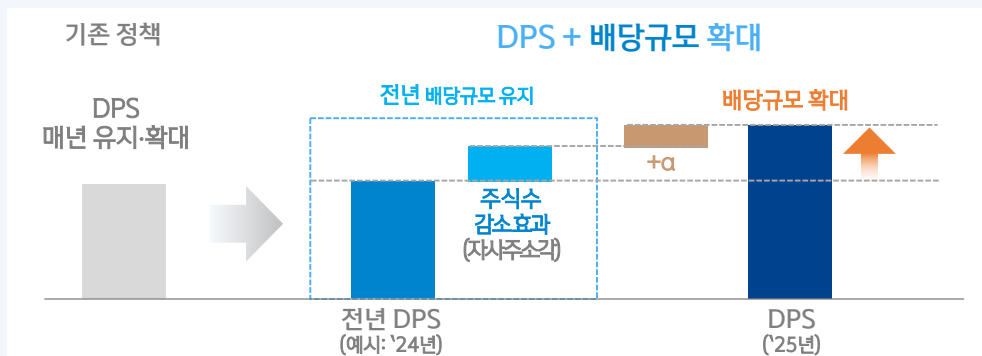 기존 정책
DPS + 배당규모 확대
DPS
매년 유지·확대
전년 배당규모 유지
배당규모 확대
+α
주식수
감소효과
(자사주소각)
전년 DPS
(예시: ‘24년)
DPS
(‘25년)